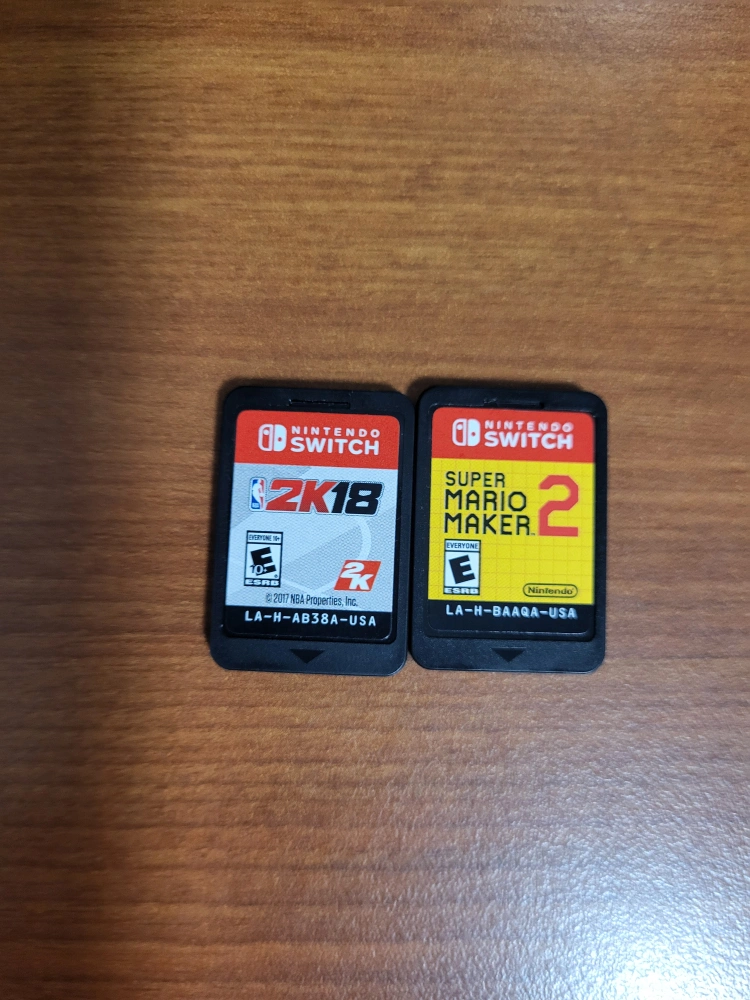 NINTENDO
SWITCH
2K18
EVERYONE 10+
E
10+
ESRB
2K
© 2017 NBA Properties, Inc.
LA-H-AB38A-USA
NINTENDO
SWITCH
SUPER
MARIO
MAKER™
2
EVERYONE
E
ESRB
Nintendo
LA-H-BAAQA-USA